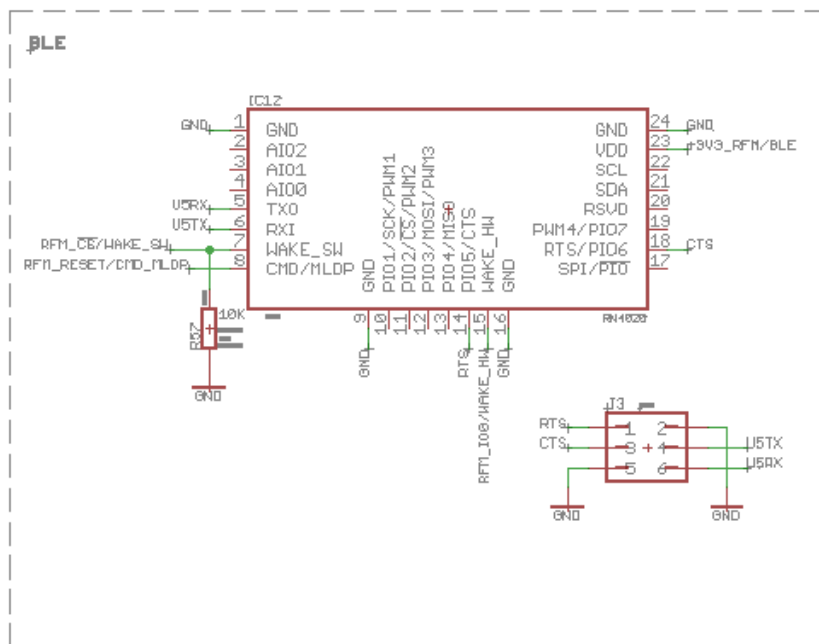 BLE
IC12
GND 1 GND
2 AIO2
3 AIO1
4 AIO0
U5RX 5 TXO
U5TX 6 RXI
RFM_CS/WAKE_SW 7 WAKE_SW
RFM_RESET/CMD_MLDP 8 CMD/MLDP
GND 24 GND
VDD 23 +3V3_RFM/BLE
SCL 22
SDA 21
RSVD 20
PWM4/PIO7 19
RTS/PIO6 18 CTS
SPI/PIO 17
GND 9 GND
PIO1/SCK/PWM1 10
PIO2/CS/PWM2 11
PIO3/MOSI/PWM3 12
PIO4/MISO 13
PIO5/CTS 14 RTS
WAKE_HW 15 RFM_IO0/WAKE_HW
GND 16 GND
RN4020
R57
10K
GND
J3
RTS 1 2
CTS 3 4 U5TX
5 6 U5RX
GND
GND